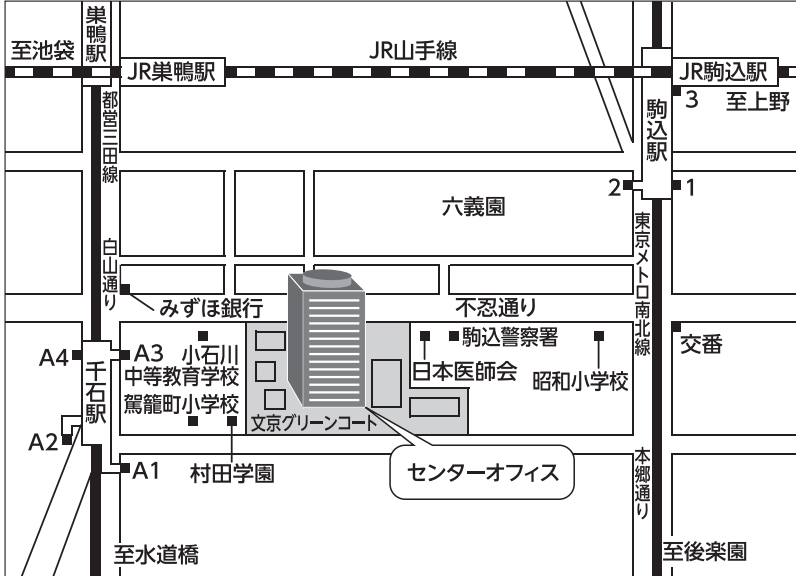 巣鴨駅
至池袋
JR巣鴨駅
JR山手線
JR駒込駅
3
至上野
都営三田線
駒込駅
2
1
六義園
白山通り
東京メトロ南北線
みずほ銀行
不忍通り
A4
千石駅
A3
小石川
中等教育学校
駕籠町小学校
駒込警察署
日本医師会
昭和小学校
交番
文京グリーンコート
A2
A1
村田学園
センターオフィス
本郷通り
至水道橋
至後楽園